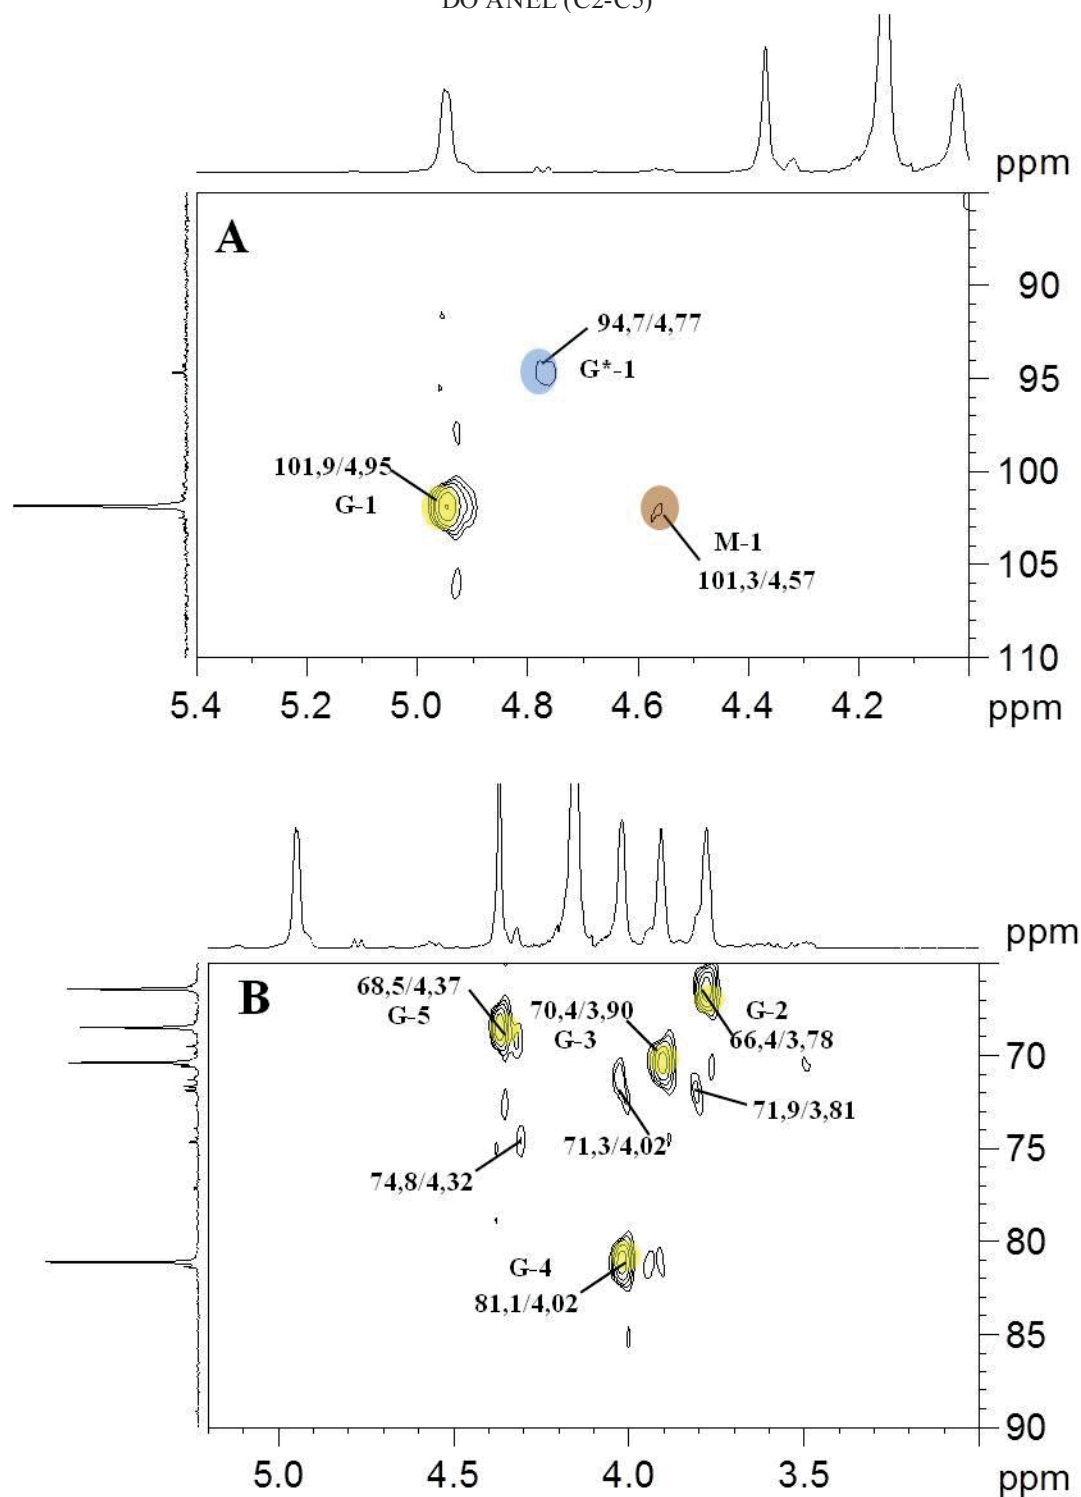 DO ANEL (C2-C5)
ppm
A
90
94,7/4,77
G*-1
95
101,9/4,95
100
G-1
M-1
101,3/4,57
105
110
5.4 5.2 5.0 4.8 4.6 4.4 4.2 ppm
ppm
B
68,5/4,37
G-5
70,4/3,90
G-3
G-2
66,4/3,78
70
71,9/3,81
71,3/4,02
75
74,8/4,32
80
G-4
81,1/4,02
85
90
5.0 4.5 4.0 3.5 ppm